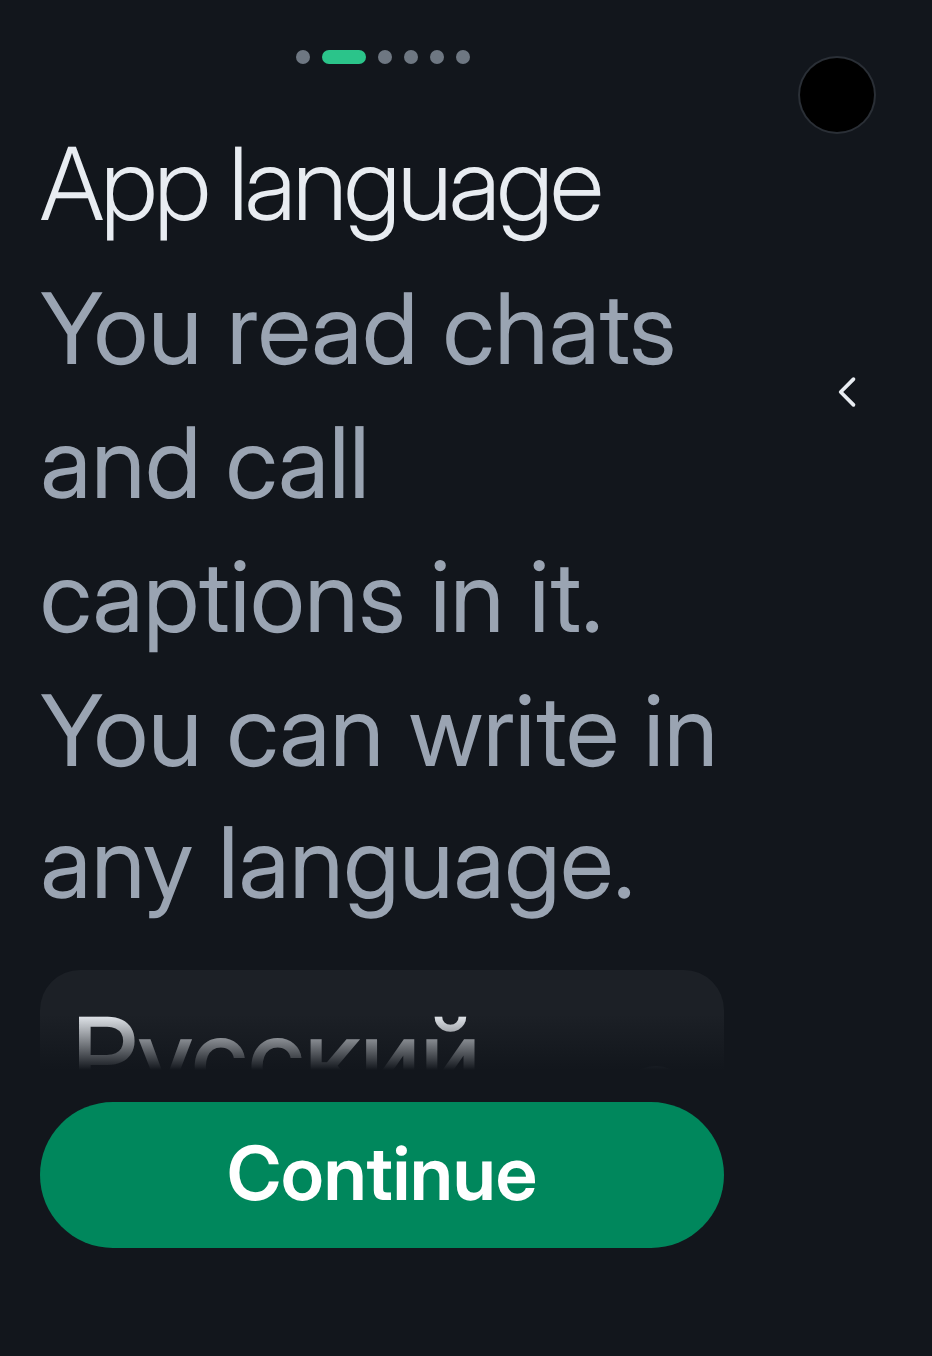 App language
You read chats
and call
captions in it.
You can write in
any language.
Русский
Continue